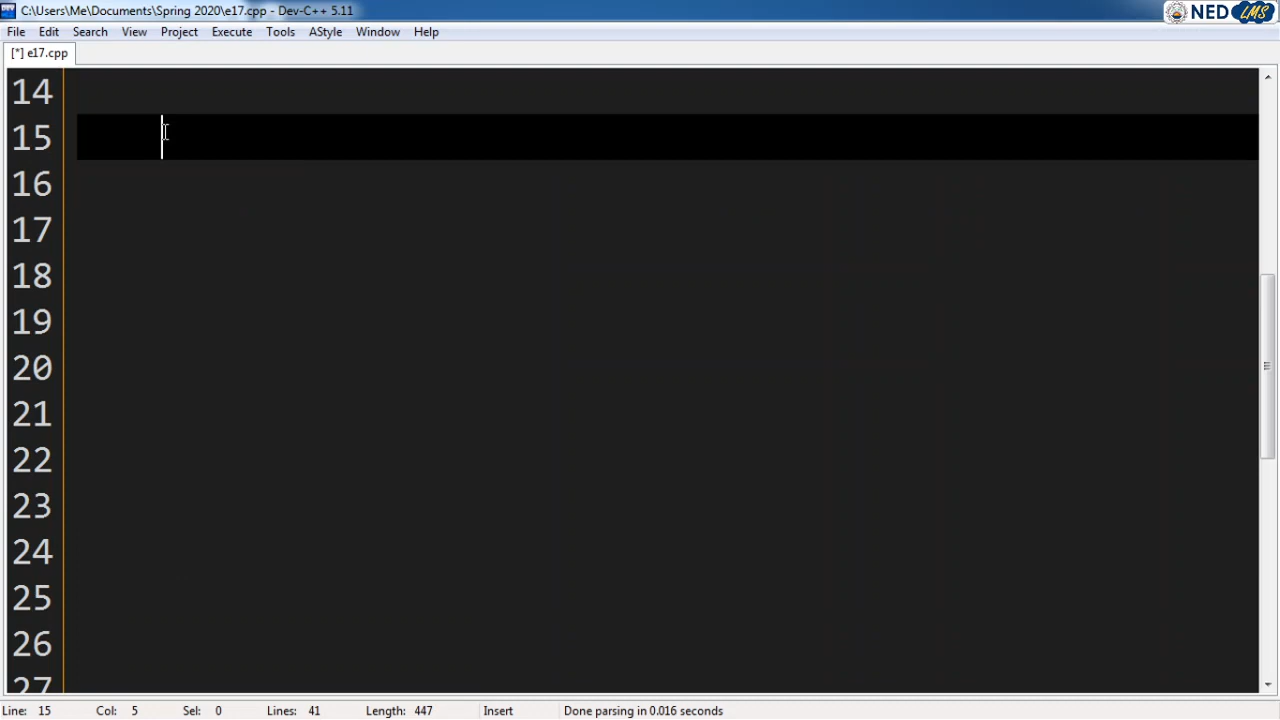 C:\Users\Me\Documents\Spring 2020\e17.cpp - Dev-C++ 5.11
NED LMS
File Edit Search View Project Execute Tools AStyle Window Help
[*] e17.cpp
14
15
16
17
18
19
20
21
22
23
24
25
26
27
Line: 15 Col: 5 Sel: 0 Lines: 41 Length: 447 Insert Done parsing in 0.016 seconds